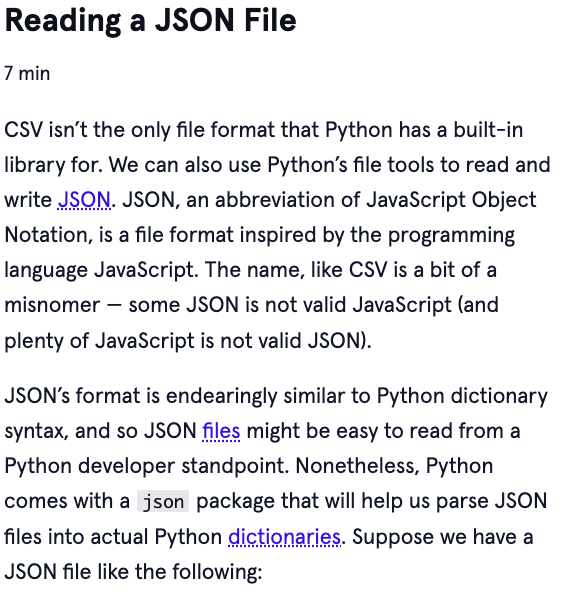 Reading a JSON File
7 min
CSV isn’t the only file format that Python has a built-in
library for. We can also use Python’s file tools to read and
write JSON. JSON, an abbreviation of JavaScript Object
Notation, is a file format inspired by the programming
language JavaScript. The name, like CSV is a bit of a
misnomer — some JSON is not valid JavaScript (and
plenty of JavaScript is not valid JSON).
JSON’s format is endearingly similar to Python dictionary
syntax, and so JSON files might be easy to read from a
Python developer standpoint. Nonetheless, Python
comes with a json package that will help us parse JSON
files into actual Python dictionaries. Suppose we have a
JSON file like the following: